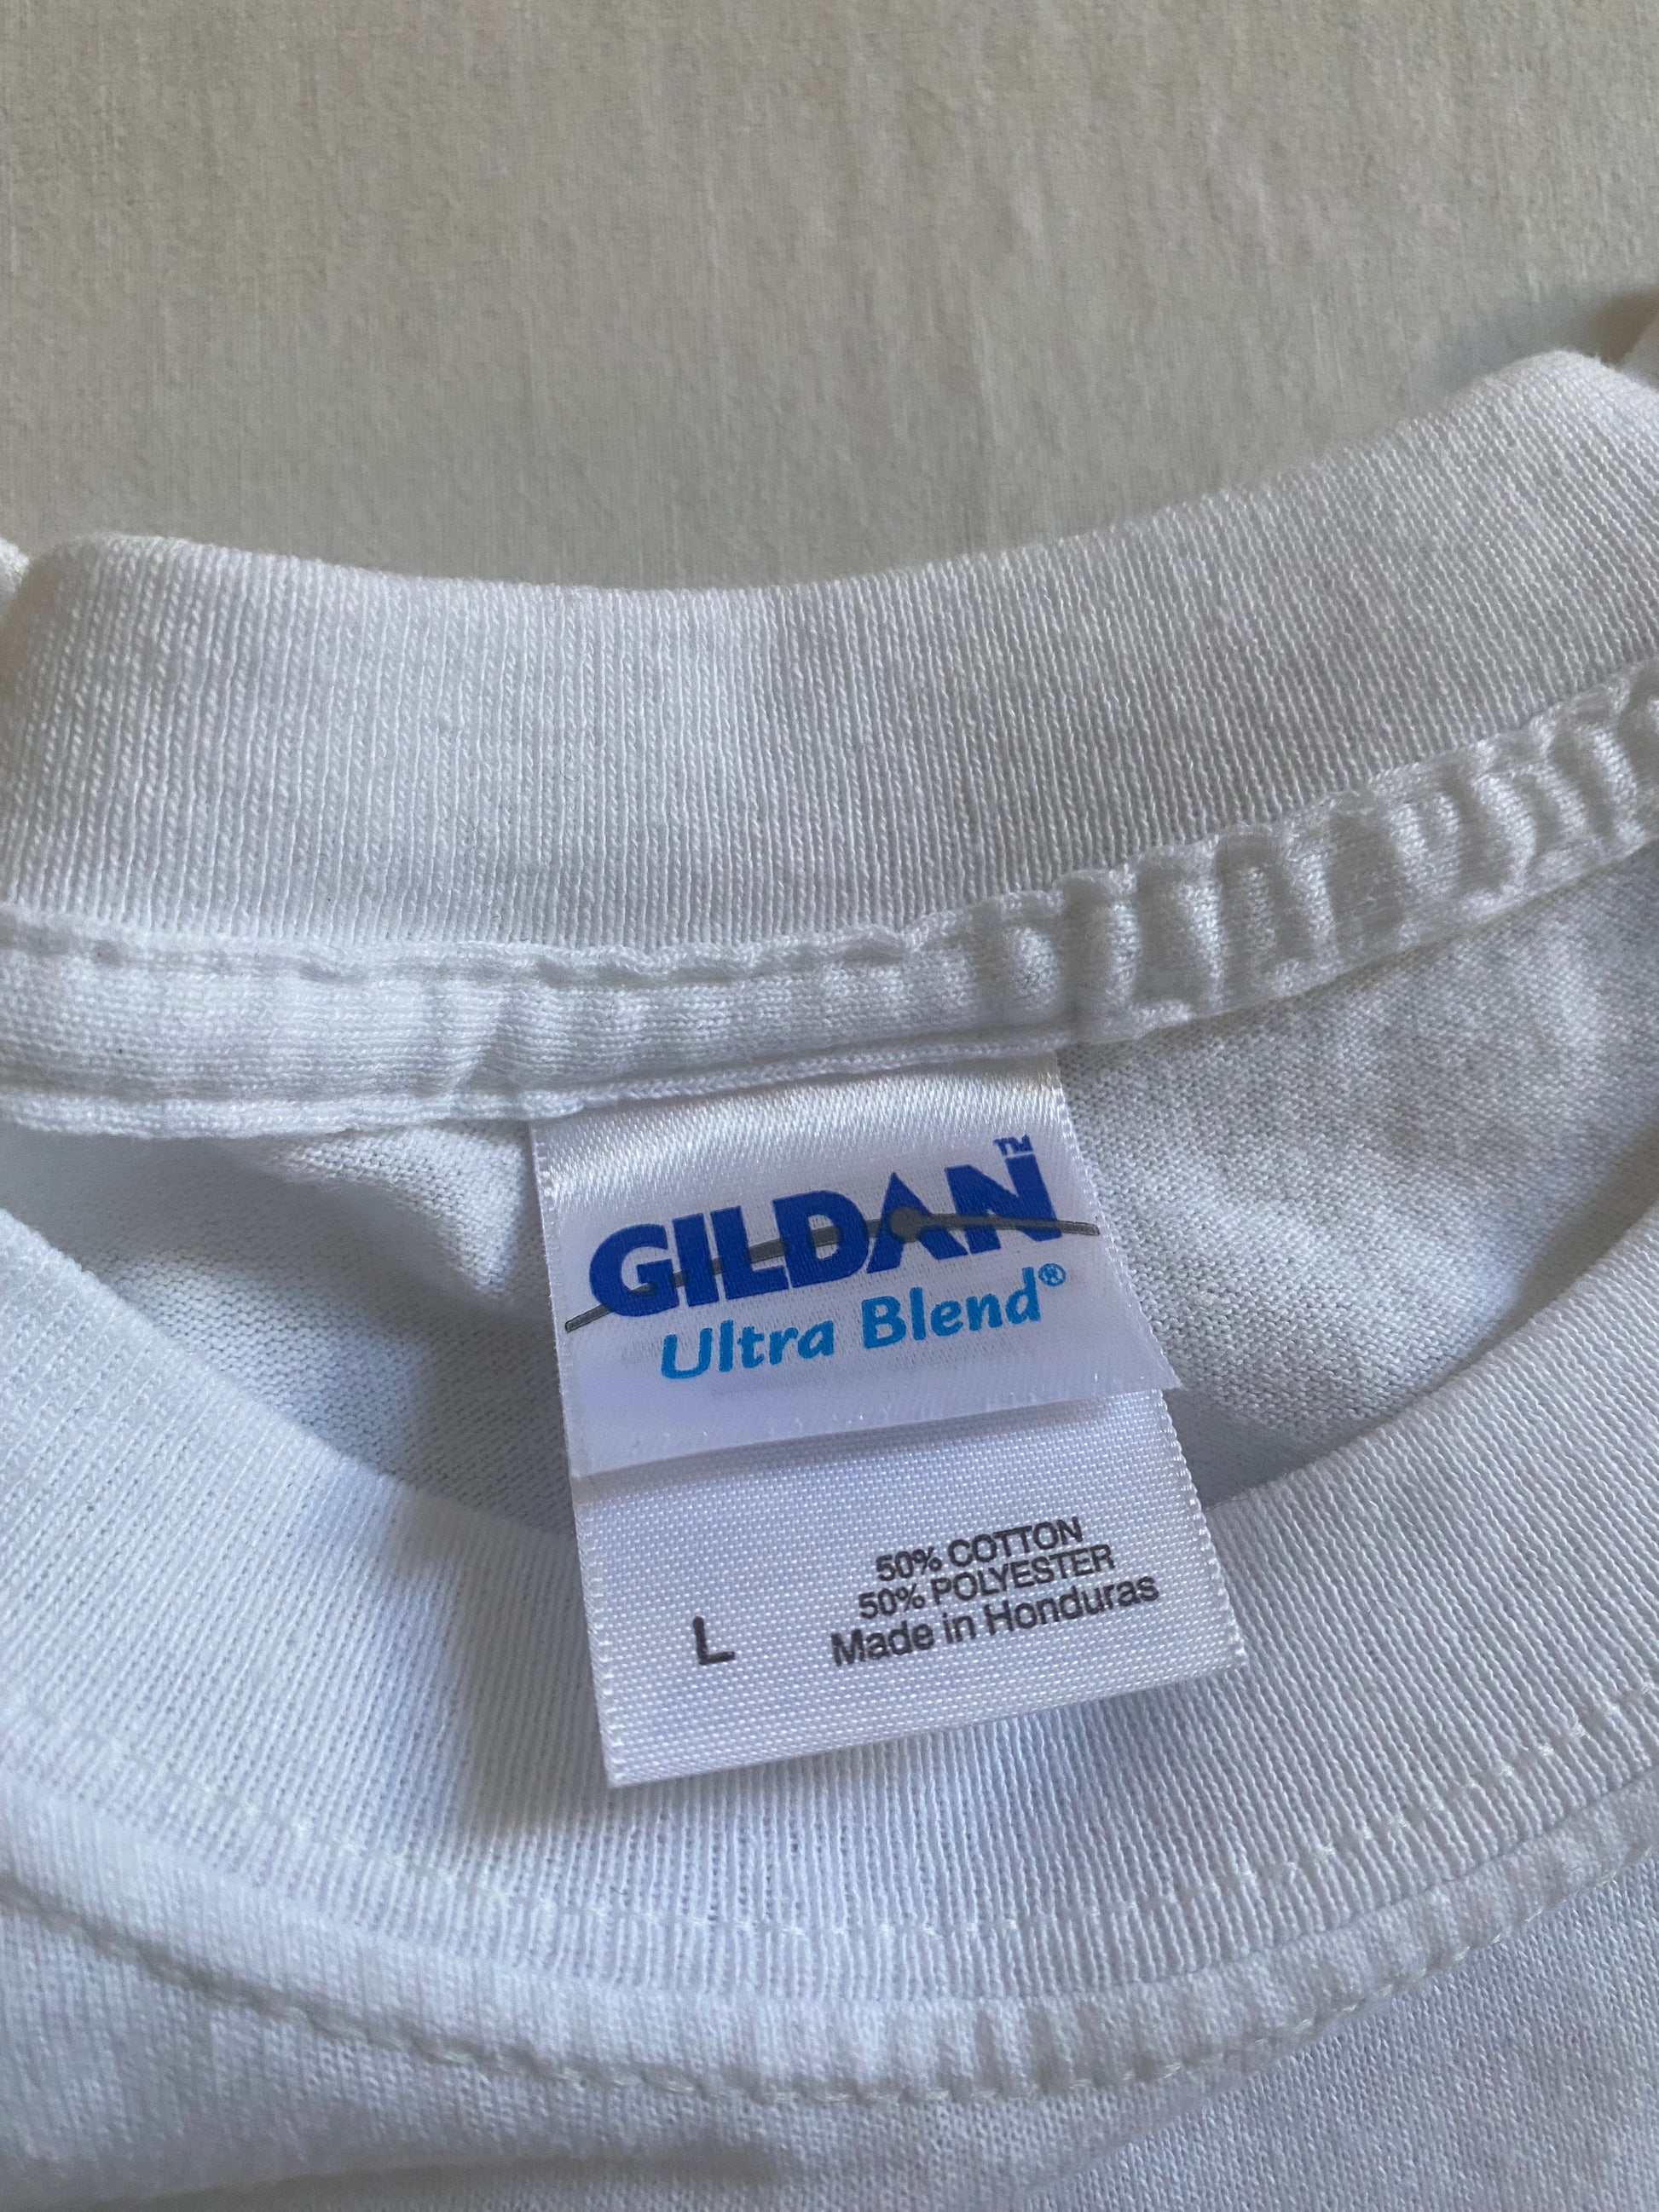 GILDAN™
Ultra Blend®
50% COTTON
50% POLYESTER
L Made in Honduras